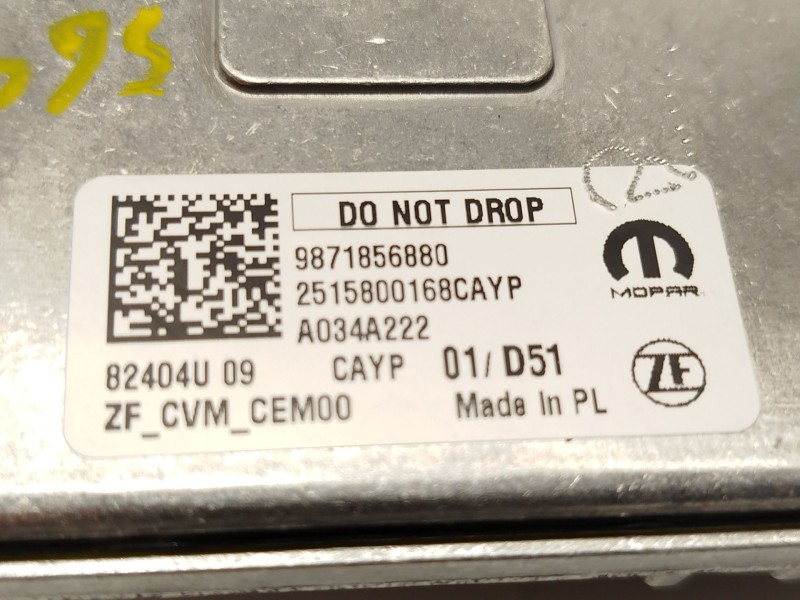 DO NOT DROP
9871856880
2515800168CAYP
A034A222
MOPAR
82404U 09
CAYP 01/ D51
ZF
ZF_CVM_CEM00
Made In PL